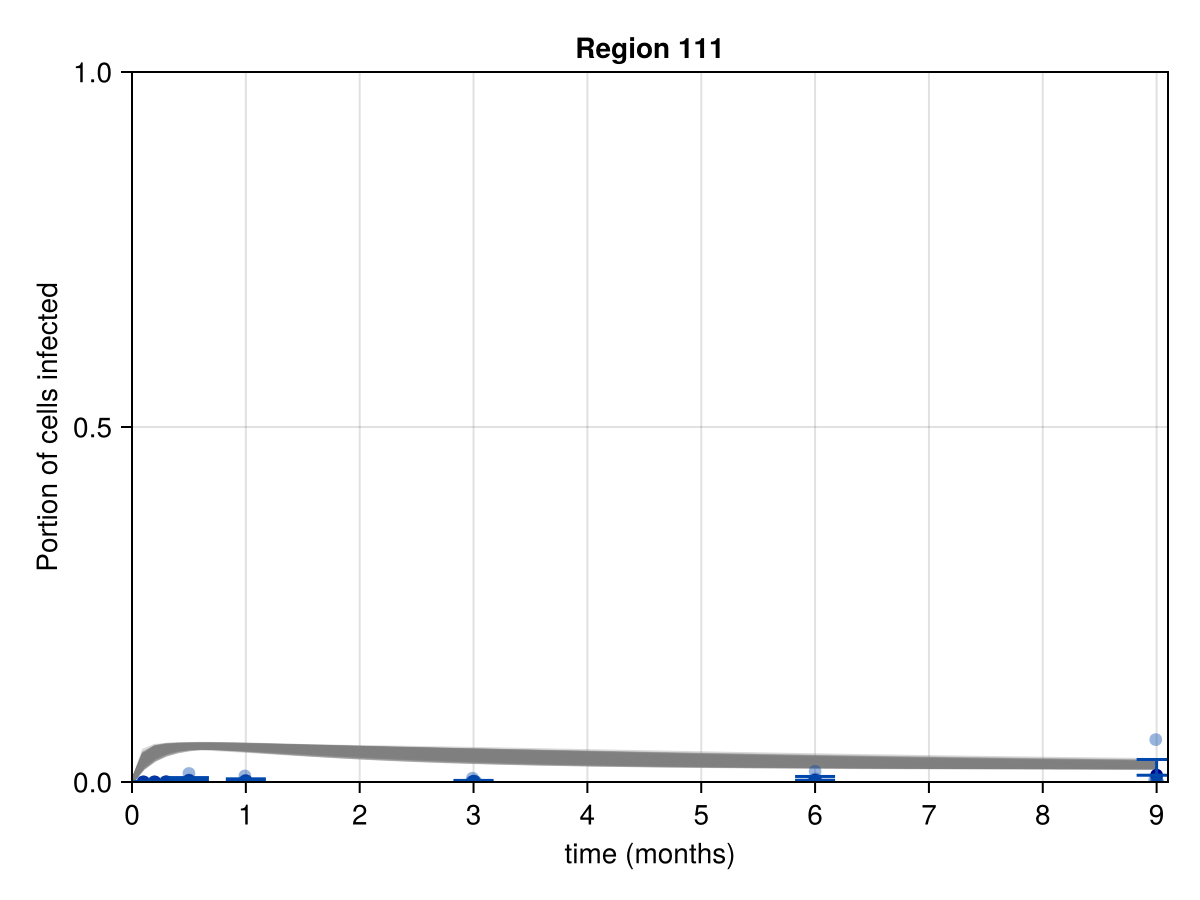 Region 111
1.0
0.5
0.0
Portion of cells infected
0 1 2 3 4 5 6 7 8 9
time (months)